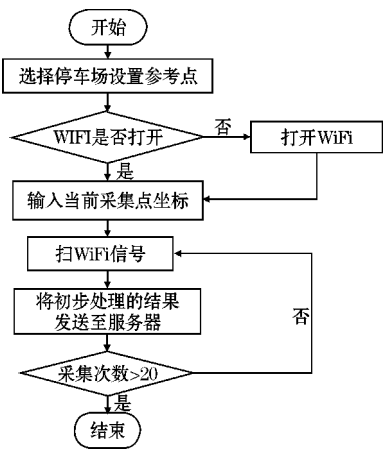 开始
选择停车场设置参考点
WIFI是否打开
否
打开WiFi
是
输入当前采集点坐标
扫WiFi信号
将初步处理的结果
发送至服务器
否
采集次数>20
是
结束